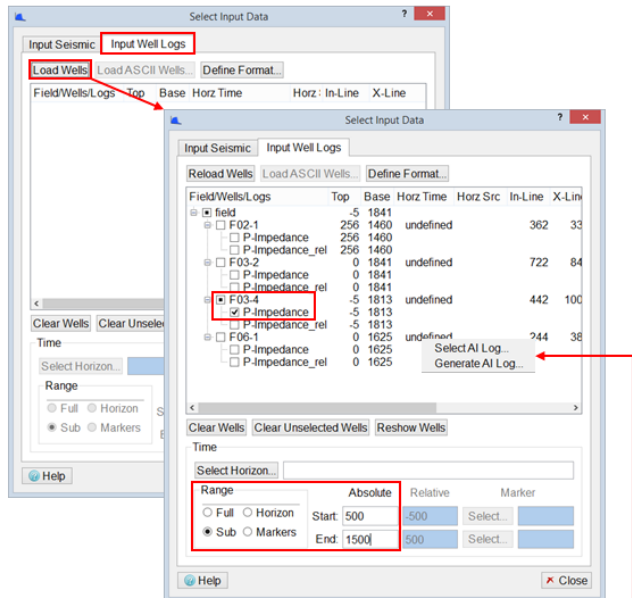 Select Input Data ? ×
Input Seismic Input Well Logs
Load Wells Load ASCII Wells... Define Format...
Field/Wells/Logs Top Base Horz Time Horz In-Line X-Line
Clear Wells Clear Unsele
Time
Select Horizon...
Range
Full Horizon
Sub Markers
Help
Select Input Data ? ×
Input Seismic Input Well Logs
Reload Wells Load ASCII Wells... Define Format...
Field/Wells/Logs Top Base Horz Time Horz Src In-Line X-Lin
field -5 1841
F02-1 256 1460 undefined 362 33
P-Impedance 256 1460
P-Impedance_rel 256 1460
F03-2 0 1841 undefined 722 84
P-Impedance 0 1841
P-Impedance_rel 0 1841
F03-4 -5 1813 undefined 442 100
P-Impedance -5 1813
P-Impedance_rel -5 1813
F06-1 0 1625 undefined 244 38
P-Impedance 0 1625
P-Impedance_rel 0 1625
Select AI Log...
Generate AI Log...
Clear Wells Clear Unselected Wells Reshow Wells
Time
Select Horizon...
Range Absolute Relative Marker
Full Horizon Start: 500 -500 Select...
Sub Markers End: 1500 500 Select...
Help Close